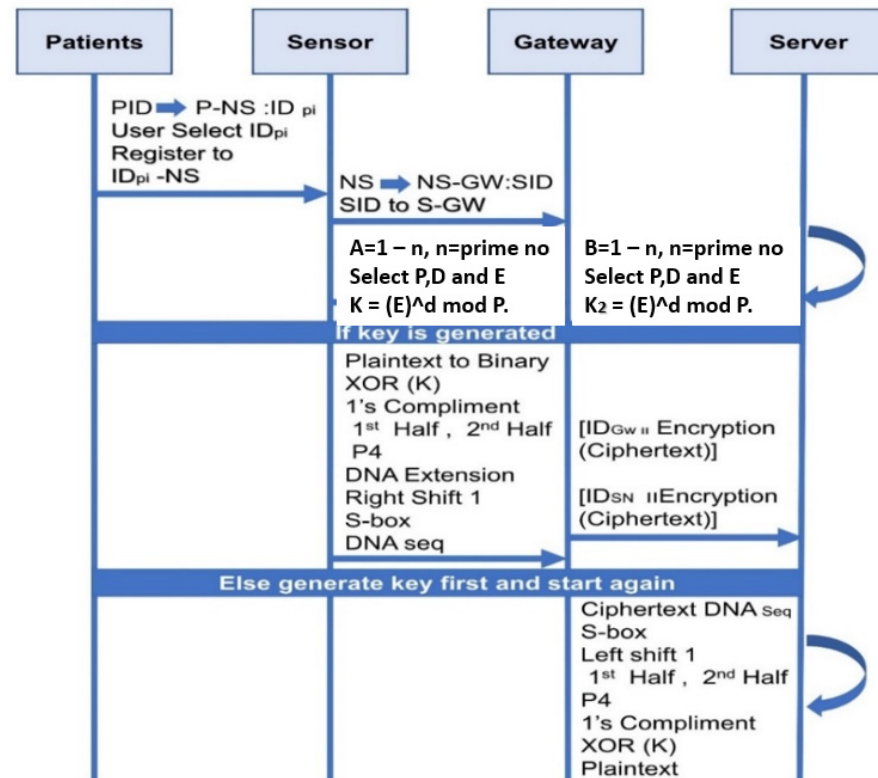 Patients
Sensor
Gateway
Server
PID ➡ P-NS :ID pi
User Select IDpi
Register to
IDpi -NS
NS ➡ NS-GW:SID
SID to S-GW
A=1 – n, n=prime no
Select P,D and E
K = (E)^d mod P.
B=1 – n, n=prime no
Select P,D and E
K2 = (E)^d mod P.
If key is generated
Plaintext to Binary
XOR (K)
1's Compliment
1st Half , 2nd Half
P4
DNA Extension
Right Shift 1
S-box
DNA seq
[IDGw II Encryption
(Ciphertext)]
[IDSN IIEncryption
(Ciphertext)]
Else generate key first and start again
Ciphertext DNA Seq
S-box
Left shift 1
1st Half , 2nd Half
P4
1's Compliment
XOR (K)
Plaintext